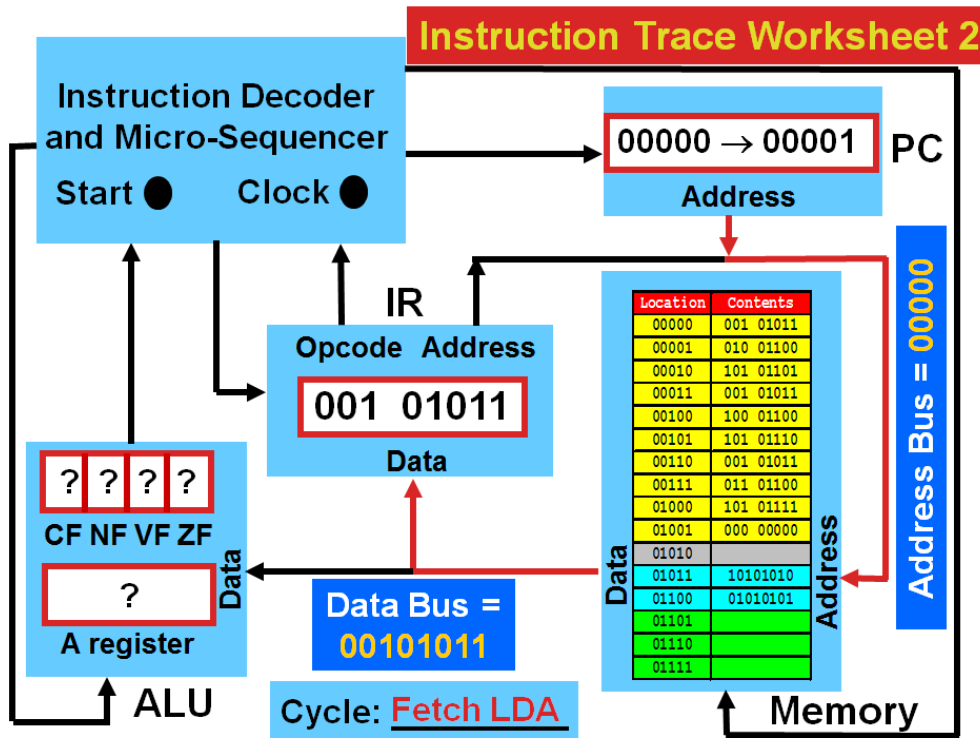 Instruction Trace Worksheet 2
Instruction Decoder
and Micro-Sequencer
Start Clock
00000 → 00001
PC
Address
IR
Opcode Address
001 01011
Data
? ? ? ?
CF NF VF ZF
?
A register
Data
ALU
Data Bus =
00101011
Cycle: Fetch LDA
Location Contents
00000 001 01011
00001 010 01100
00010 101 01101
00011 001 01011
00100 100 01100
00101 101 01110
00110 001 01011
00111 011 01100
01000 101 01111
01001 000 00000
01010
01011 10101010
01100 01010101
01101
01110
01111
Data
Address
Memory
Address Bus = 00000